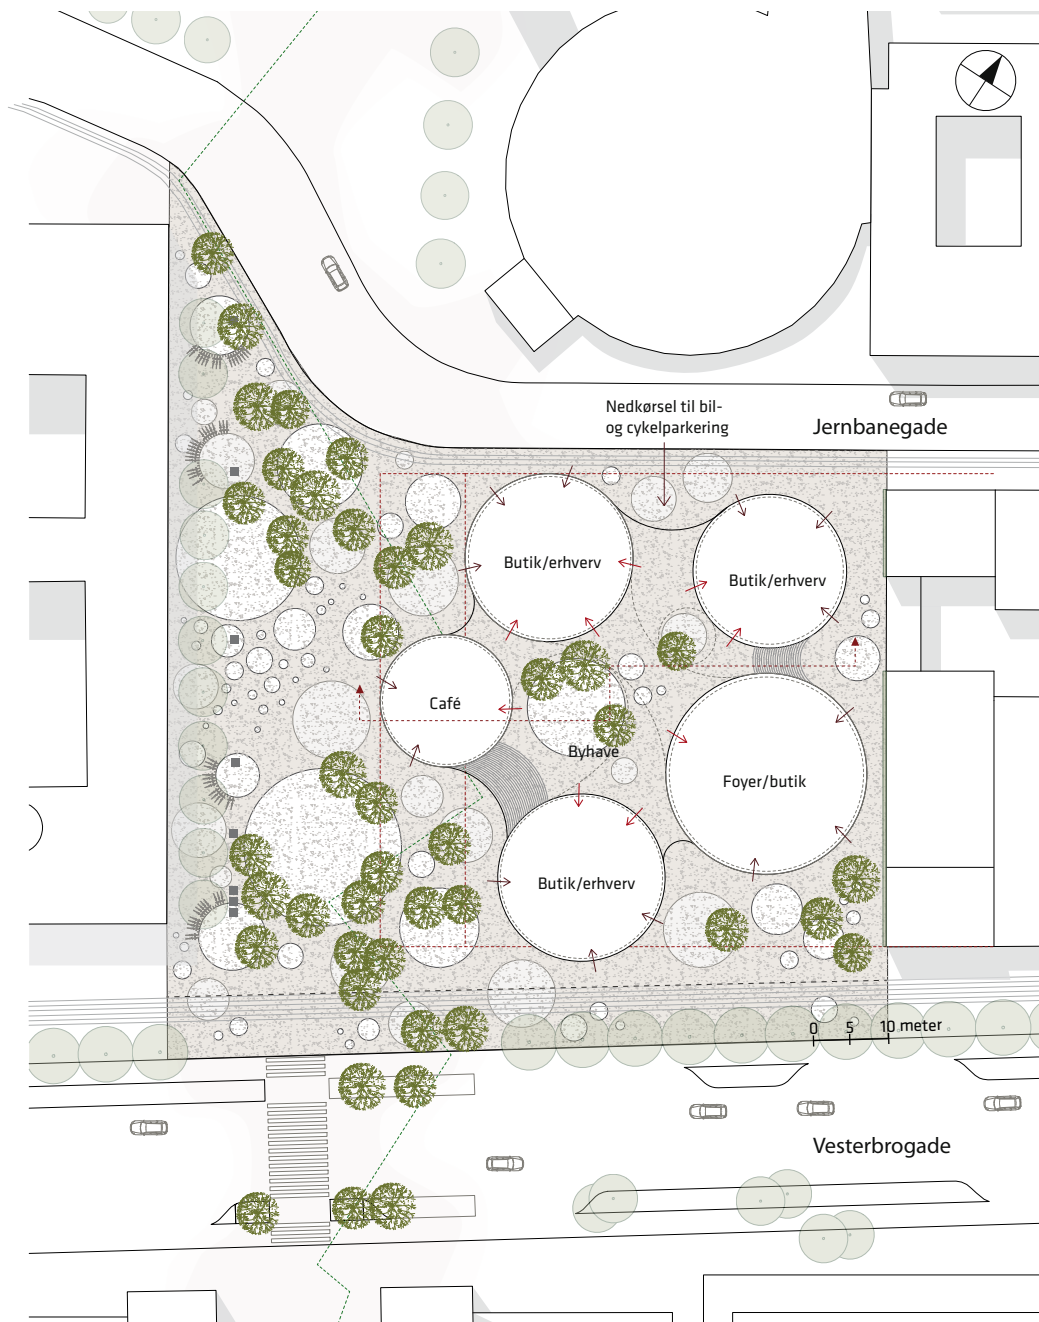 Nedkørsel til bil-
og cykelparkering
Jernbanegade
Butik/erhverv
Butik/erhverv
Café
Byhave
Foyer/butik
Butik/erhverv
0 5 10 meter
Vesterbrogade